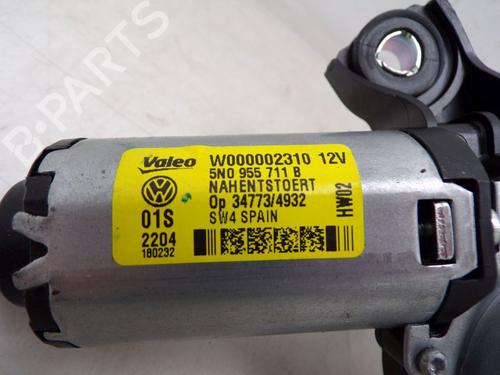 Valeo W000002310 12V
5N0 955 711 B
NAHENTSTOERT
Op 34773/4932
SW4 SPAIN
01S
2204
180232
HW02
B-Parts